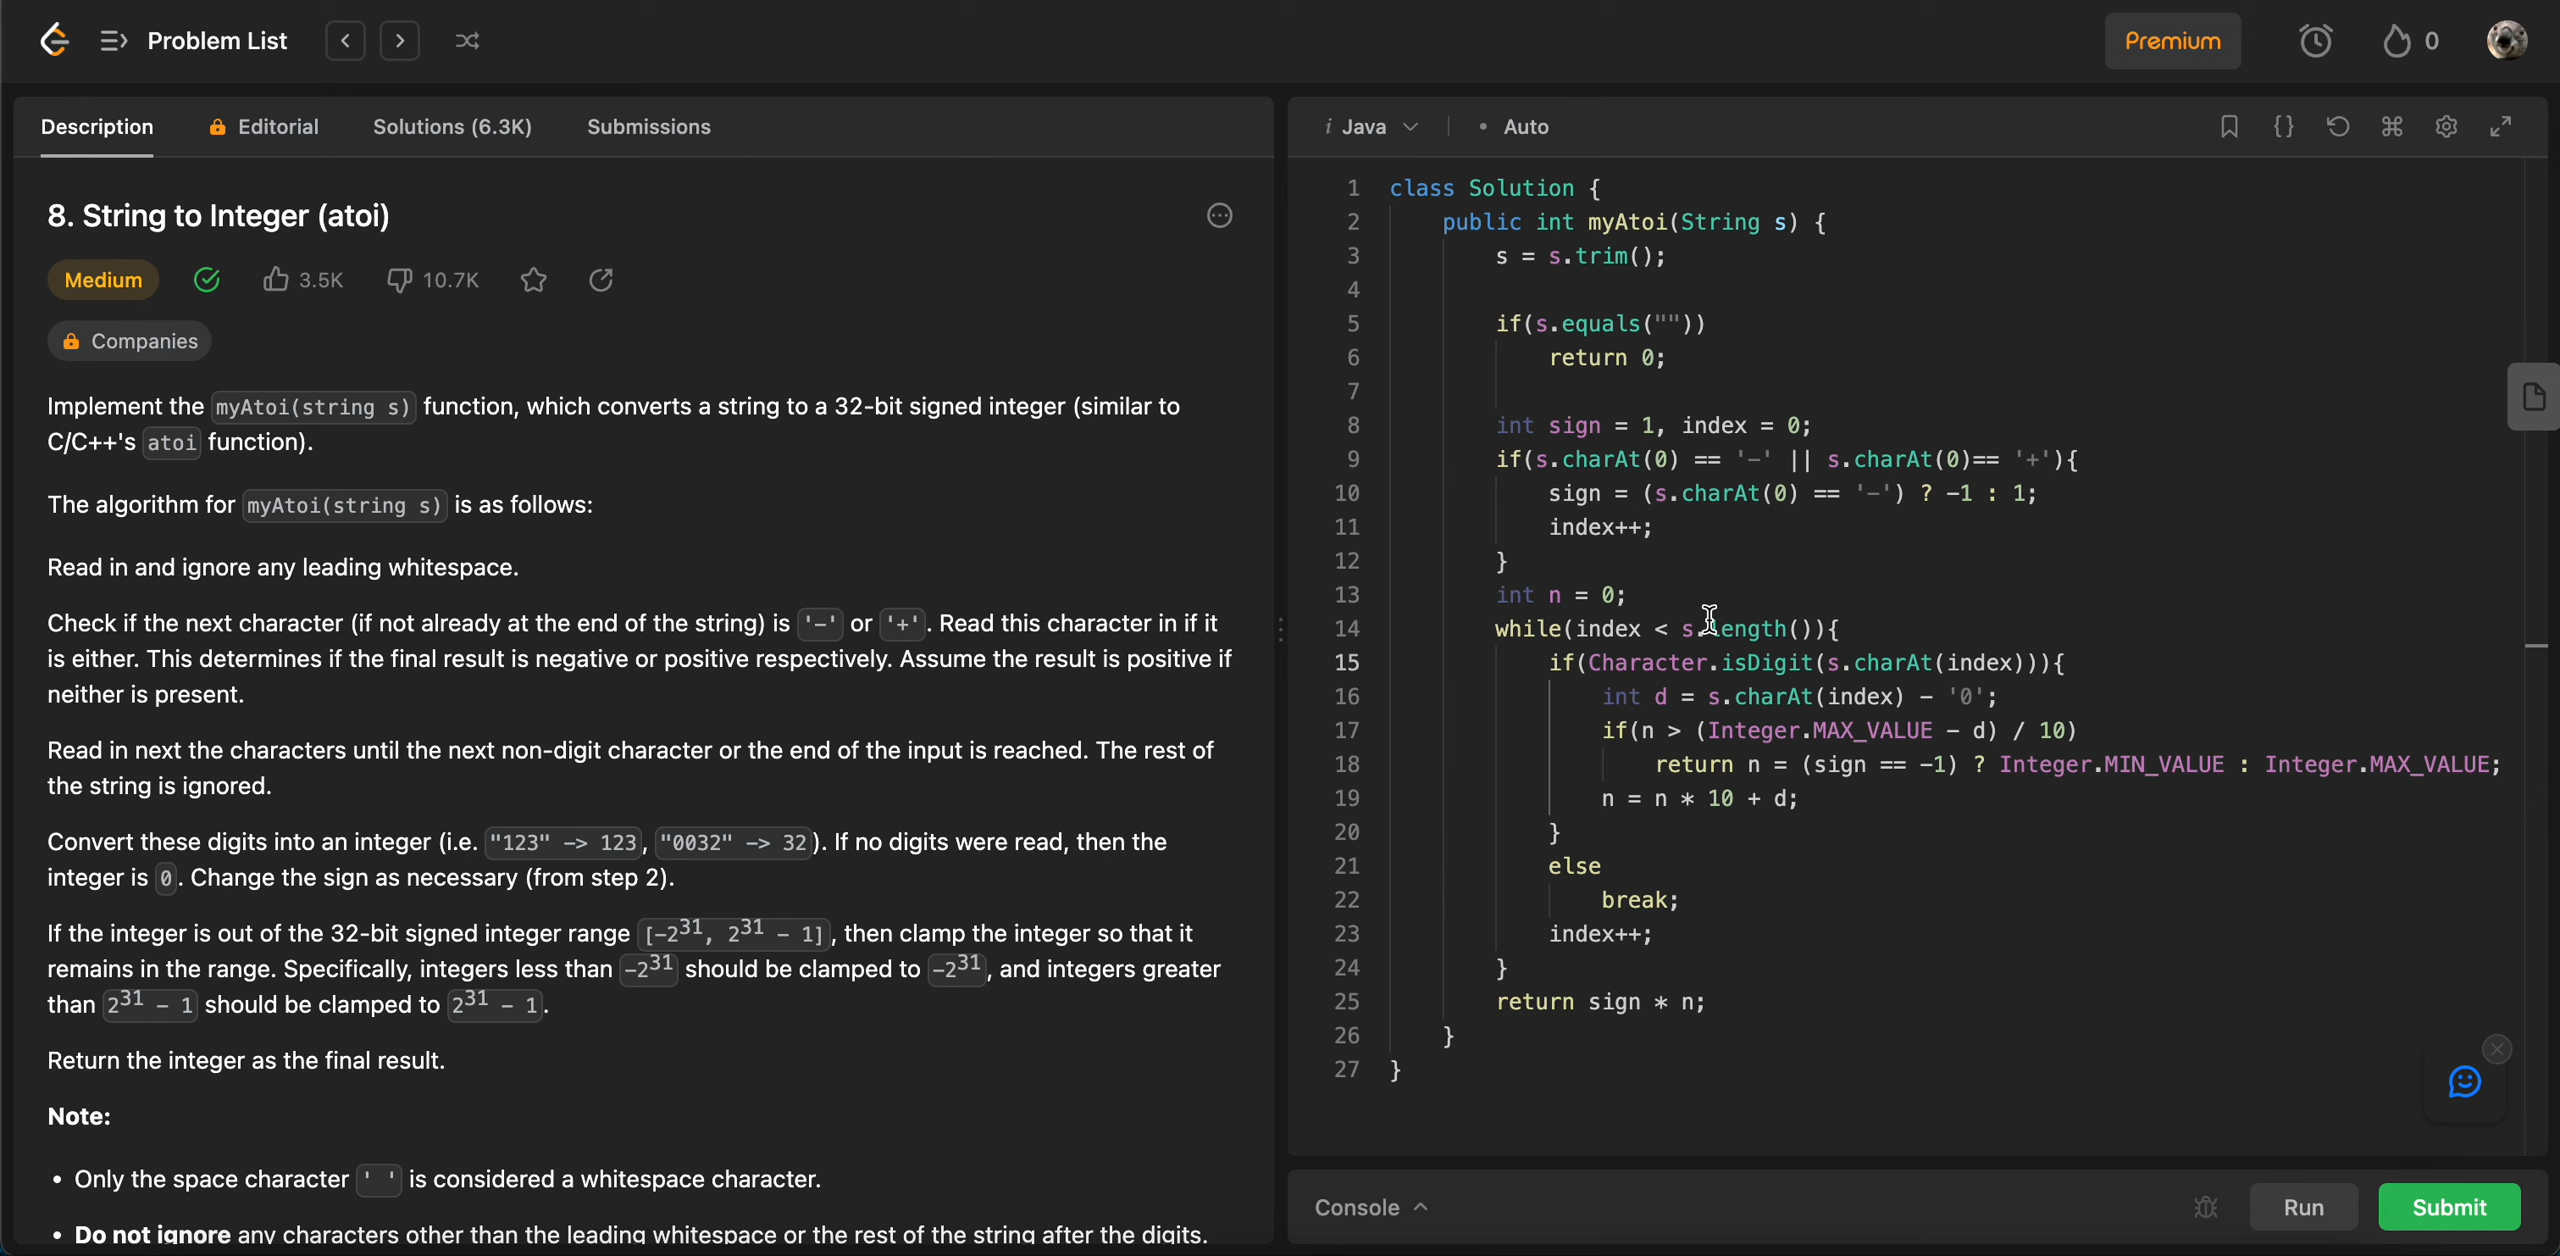 Problem List
Premium
0
Description
Editorial
Solutions (6.3K)
Submissions
8. String to Integer (atoi)
Medium
3.5K
10.7K
Companies
Implement the myAtoi(string s) function, which converts a string to a 32-bit signed integer (similar to
C/C++'s atoi function).
The algorithm for myAtoi(string s) is as follows:
Read in and ignore any leading whitespace.
Check if the next character (if not already at the end of the string) is '-' or '+'. Read this character in if it
is either. This determines if the final result is negative or positive respectively. Assume the result is positive if
neither is present.
Read in next the characters until the next non-digit character or the end of the input is reached. The rest of
the string is ignored.
Convert these digits into an integer (i.e. "123" -> 123, "0032" -> 32). If no digits were read, then the
integer is 0. Change the sign as necessary (from step 2).
If the integer is out of the 32-bit signed integer range [-2^31, 2^31 - 1], then clamp the integer so that it
remains in the range. Specifically, integers less than -2^31 should be clamped to -2^31, and integers greater
than 2^31 - 1 should be clamped to 2^31 - 1.
Return the integer as the final result.
Note:
• Only the space character ' ' is considered a whitespace character.
• Do not ignore any characters other than the leading whitespace or the rest of the string after the digits.
i Java
• Auto
{}
1 class Solution {
2 public int myAtoi(String s) {
3 s = s.trim();
4
5 if(s.equals(""))
6 return 0;
7
8 int sign = 1, index = 0;
9 if(s.charAt(0) == '-' || s.charAt(0)== '+'){
10 sign = (s.charAt(0) == '-') ? -1 : 1;
11 index++;
12 }
13 int n = 0;
14 while(index < s.length()){
15 if(Character.isDigit(s.charAt(index))){
16 int d = s.charAt(index) - '0';
17 if(n > (Integer.MAX_VALUE - d) / 10)
18 return n = (sign == -1) ? Integer.MIN_VALUE : Integer.MAX_VALUE;
19 n = n * 10 + d;
20 }
21 else
22 break;
23 index++;
24 }
25 return sign * n;
26 }
27 }
Console
Run
Submit